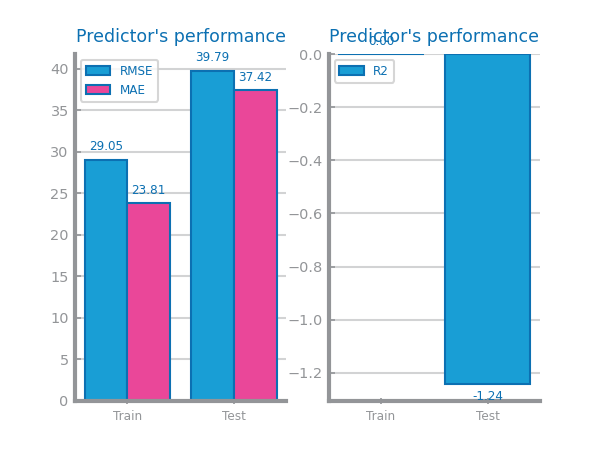 Predictor's performance
39.79
40
RMSE
MAE
37.42
35
29.05
30
25
23.81
20
15
10
5
0
Train
Test
Predictor's performance
0.00
0.0
R2
−0.2
−0.4
−0.6
−0.8
−1.0
−1.2
-1.24
Train
Test